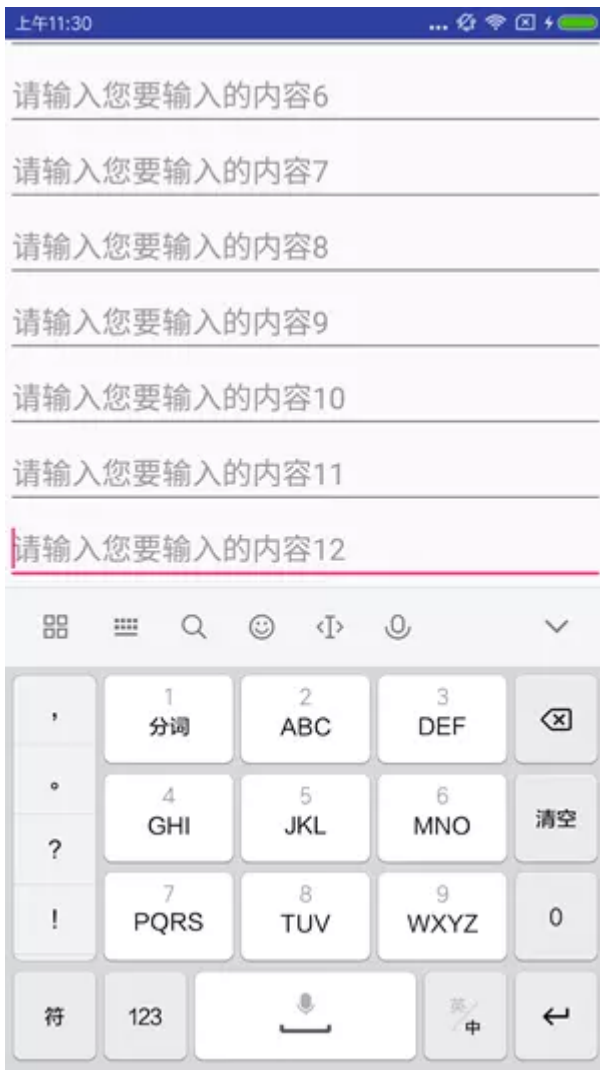 上午11:30
...
请输入您要输入的内容6
请输入您要输入的内容7
请输入您要输入的内容8
请输入您要输入的内容9
请输入您要输入的内容10
请输入您要输入的内容11
请输入您要输入的内容12
, 1 2 3
分词 ABC DEF
。 4 5 6
GHI JKL MNO 清空
?
7 8 9
! PQRS TUV WXYZ 0
符 123 英/中